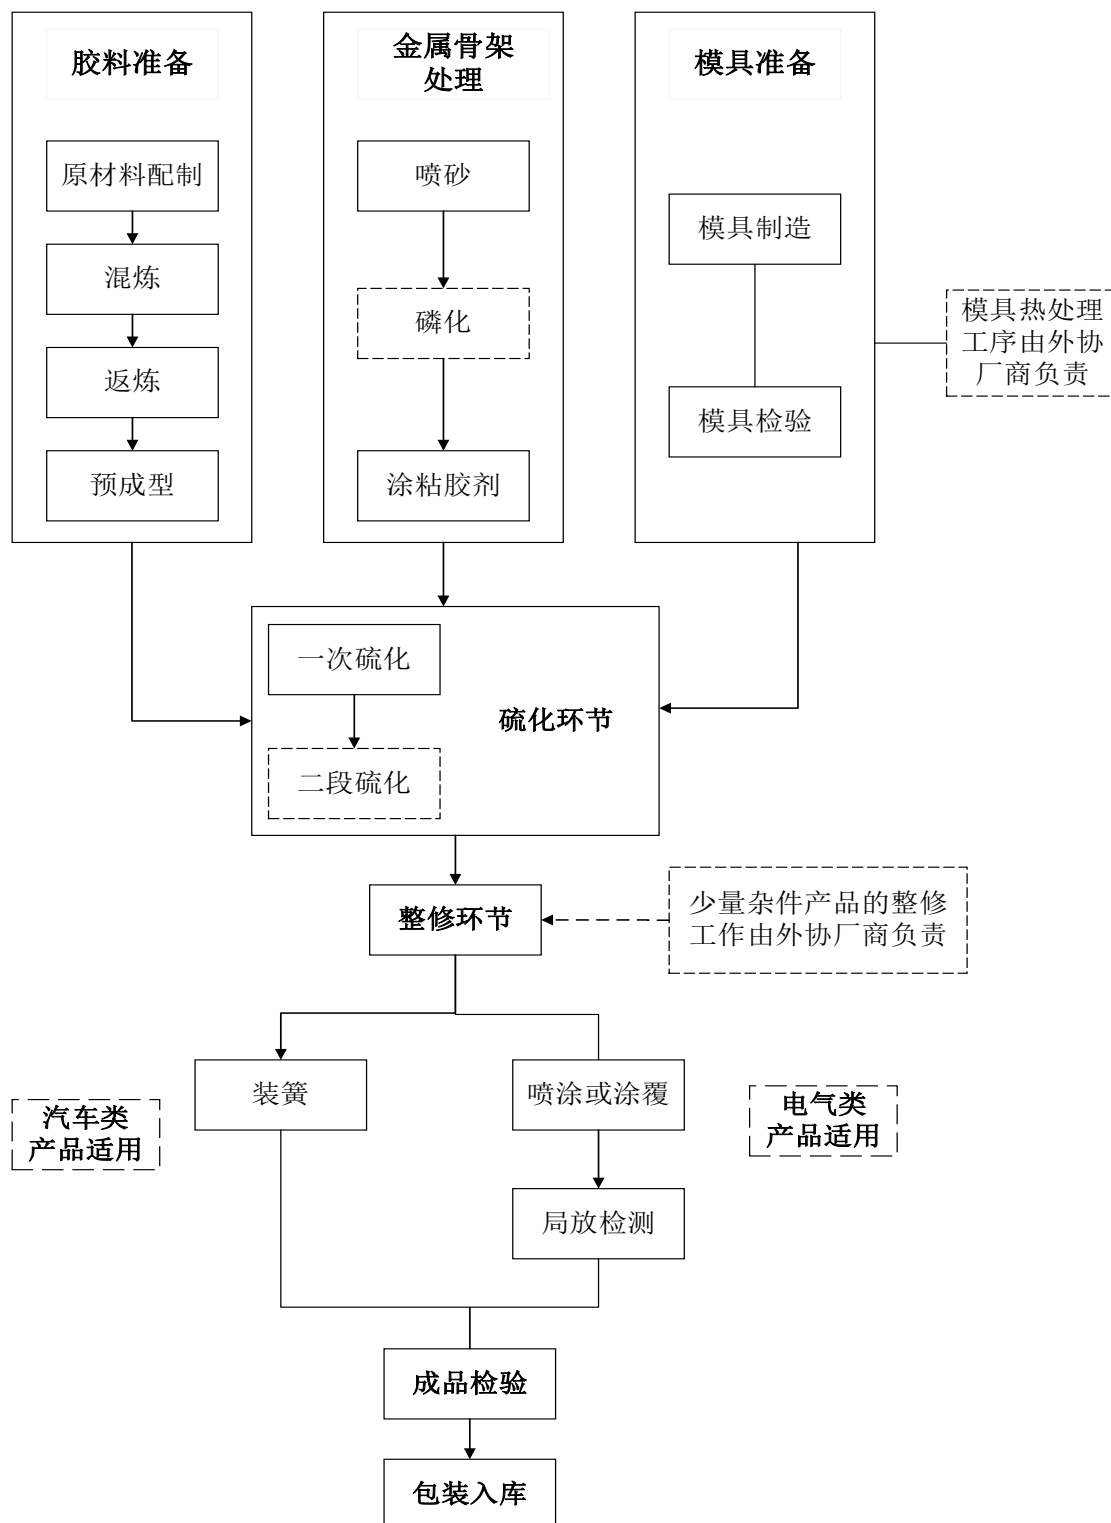 胶料准备
原材料配制
混炼
返炼
预成型
金属骨架
处理
喷砂
磷化
涂粘胶剂
模具准备
模具制造
模具检验
模具热处理
工序由外协
厂商负责
一次硫化
二段硫化
硫化环节
整修环节
少量杂件产品的整修
工作由外协厂商负责
汽车类
产品适用
装簧
喷涂或涂覆
局放检测
电气类
产品适用
成品检验
包装入库